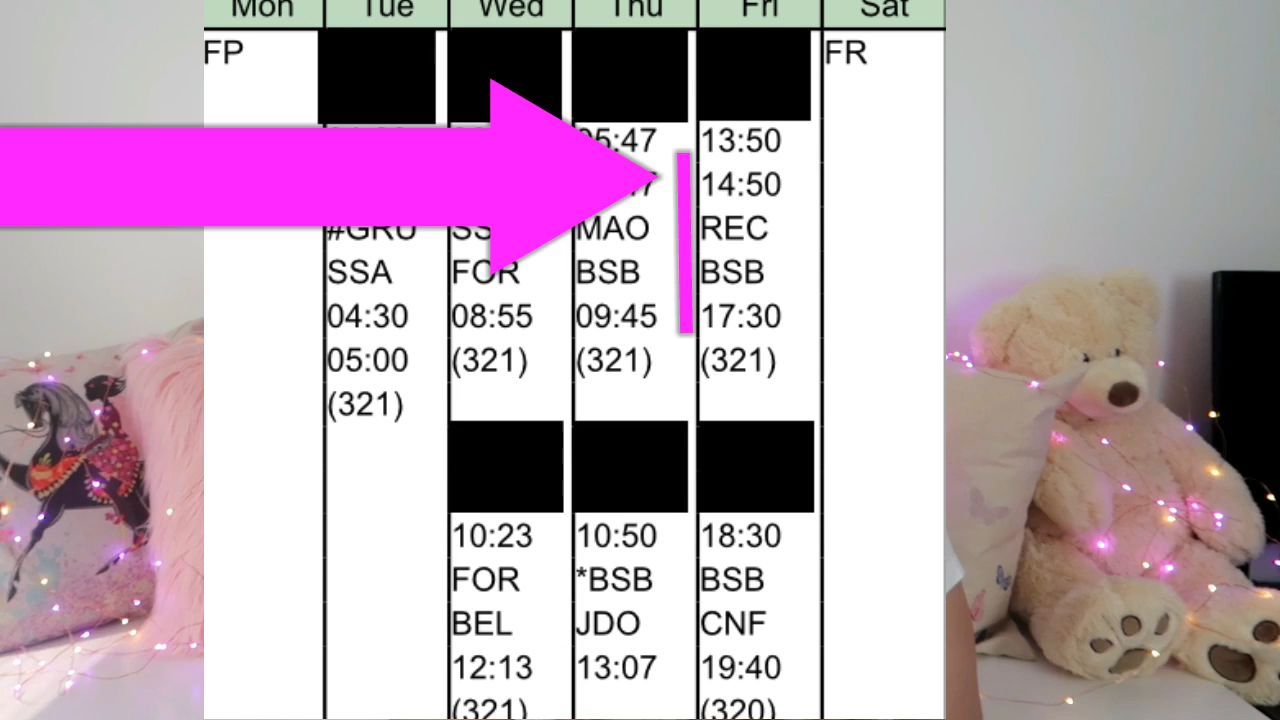 Mon Tue Wed Thu Fri Sat
FP
FR
#GRU
SSA
04:30
05:00
(321)
FOR
08:55
(321)
10:23
FOR
BEL
12:13
(321)
05:47
MAO
BSB
09:45
(321)
10:50
*BSB
JDO
13:07
13:50
14:50
REC
BSB
17:30
(321)
18:30
BSB
CNF
19:40
(320)